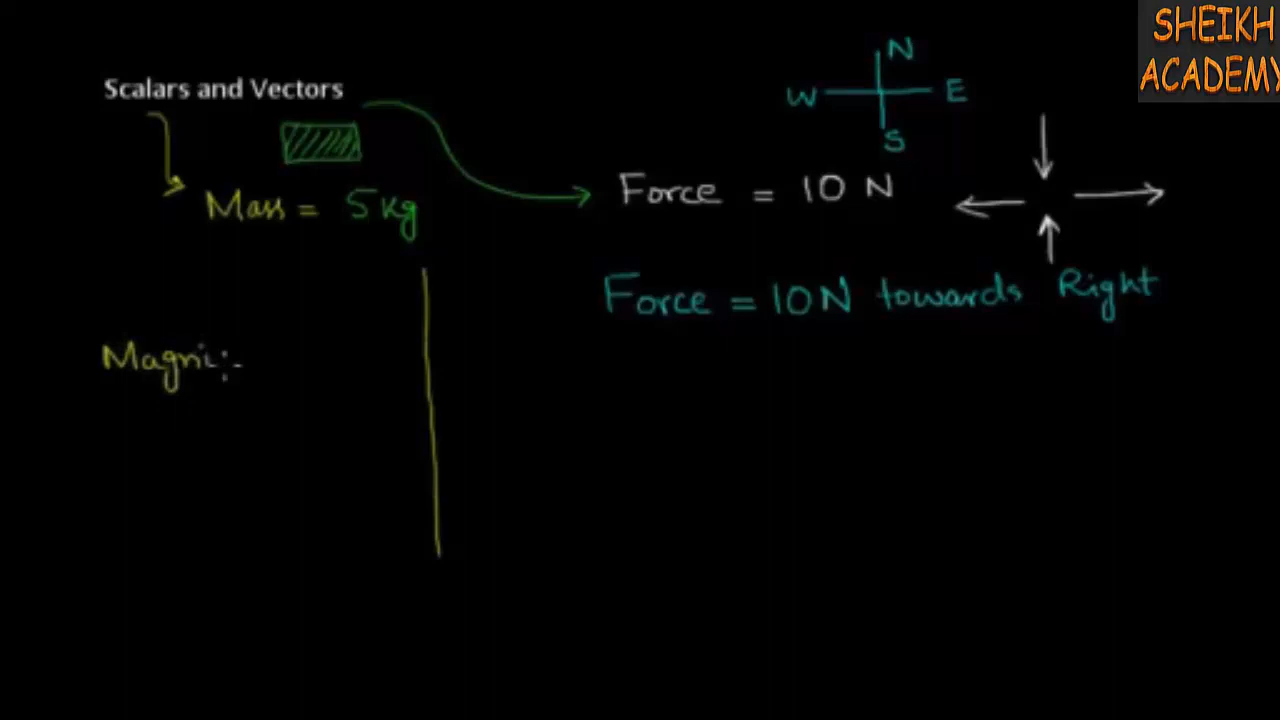 SHEIKH
ACADEMY
N
Scalars and Vectors
W E
S
Force = 10 N
Mass = 5 kg
Force = 10 N towards Right
Magni